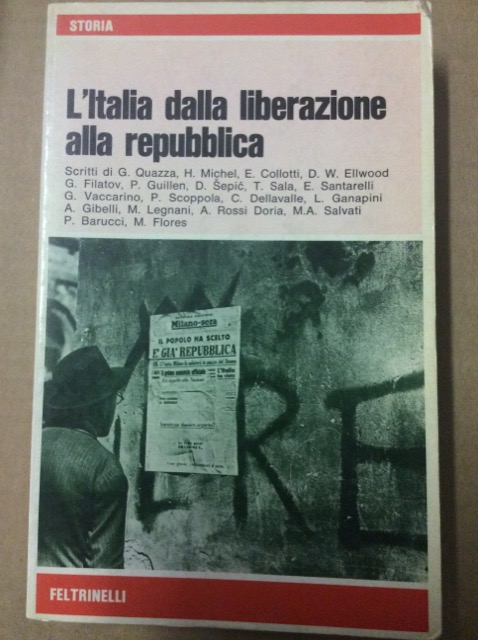 STORIA
L'Italia dalla liberazione
alla repubblica
Scritti di G. Quazza, H. Michel, E. Collotti, D. W. Ellwood
G. Filatov, P. Guillen, D. Šepić, T. Sala, E. Santarelli
G. Vaccarino, P. Scoppola, C. Dellavalle, L. Ganapini
A. Gibelli, M. Legnani, A. Rossi Doria, M.A. Salvati
P. Barucci, M. Flores
Milano-sera
IL POPOLO HA SCELTO
E' GIA' REPUBBLICA
RE
FELTRINELLI